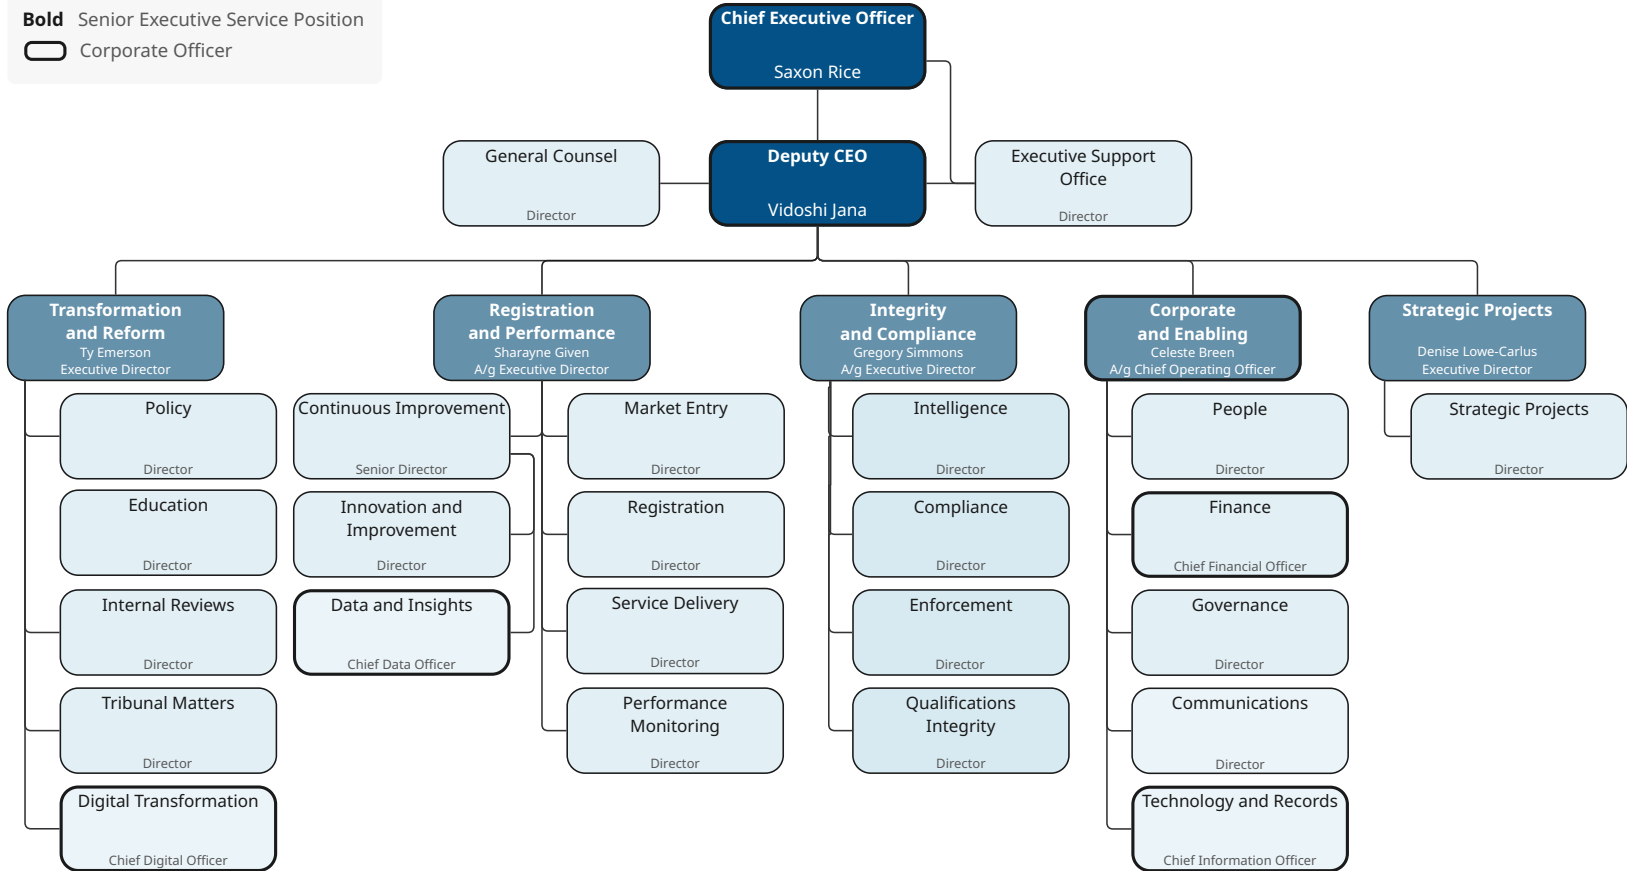 Bold Senior Executive Service Position
Corporate Officer
Chief Executive Officer
Saxon Rice
General Counsel
Director
Deputy CEO
Vidoshi Jana
Executive Support
Office
Director
Transformation
and Reform
Ty Emerson
Executive Director
Registration
and Performance
Sharayne Given
A/g Executive Director
Integrity
and Compliance
Gregory Simmons
A/g Executive Director
Corporate
and Enabling
Celeste Breen
A/g Chief Operating Officer
Strategic Projects
Denise Lowe-Carlus
Executive Director
Policy
Director
Education
Director
Internal Reviews
Director
Tribunal Matters
Director
Digital Transformation
Chief Digital Officer
Continuous Improvement
Senior Director
Innovation and
Improvement
Director
Data and Insights
Chief Data Officer
Market Entry
Director
Registration
Director
Service Delivery
Director
Performance
Monitoring
Director
Intelligence
Director
Compliance
Director
Enforcement
Director
Qualifications
Integrity
Director
People
Director
Finance
Chief Financial Officer
Governance
Director
Communications
Director
Technology and Records
Chief Information Officer
Strategic Projects
Director